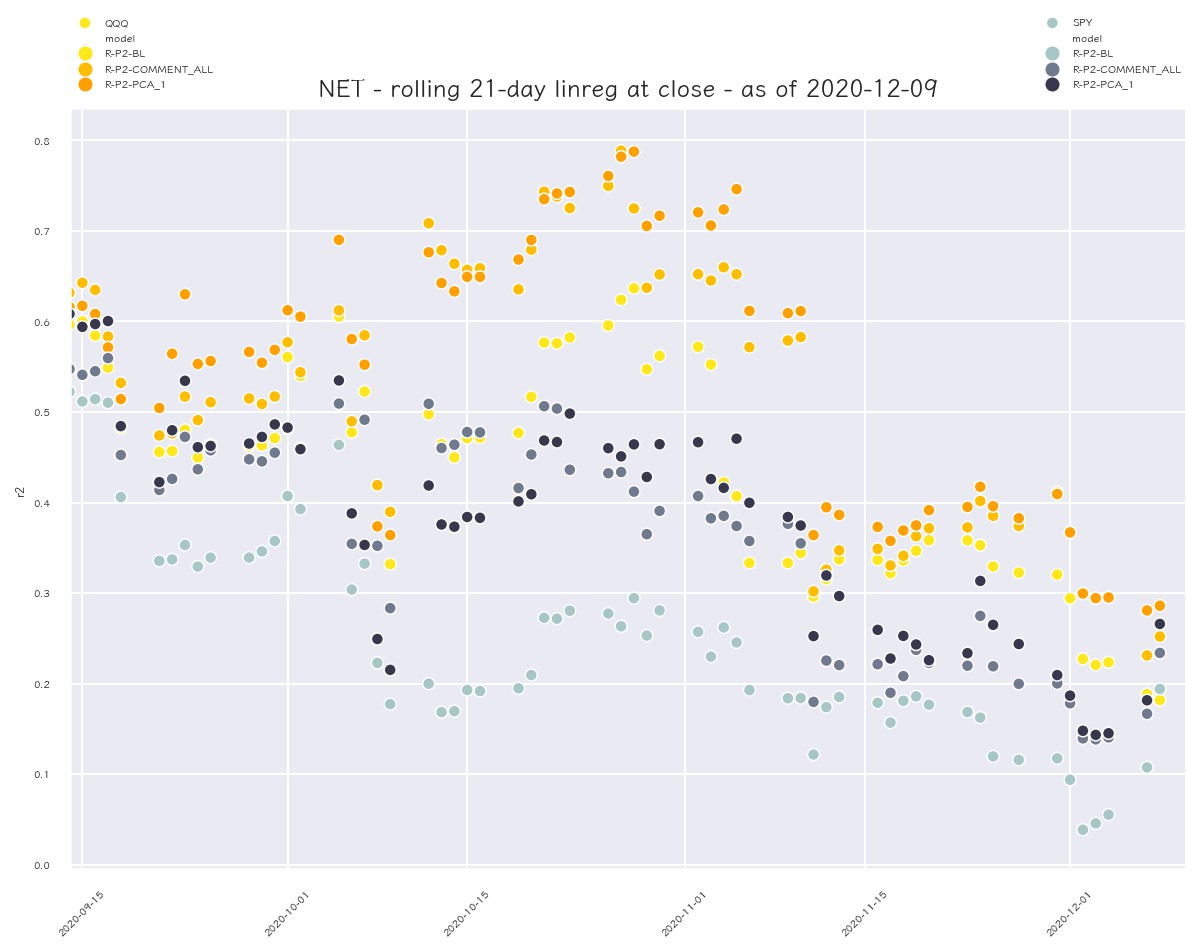 QQQ
model
R-P2-BL
R-P2-COMMENT_ALL
R-P2-PCA_1
SPY
model
R-P2-BL
R-P2-COMMENT_ALL
R-P2-PCA_1
NET - rolling 21-day linreg at close - as of 2020-12-09
0.8
0.7
0.6
0.5
r2
0.4
0.3
0.2
0.1
0.0
2020-09-15
2020-10-01
2020-10-15
2020-11-01
2020-11-15
2020-12-01